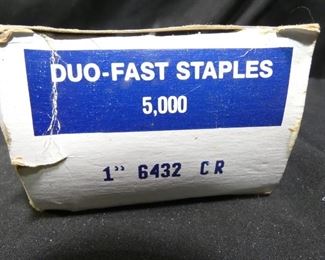 DUO-FAST STAPLES
5,000
1" 6432 CR